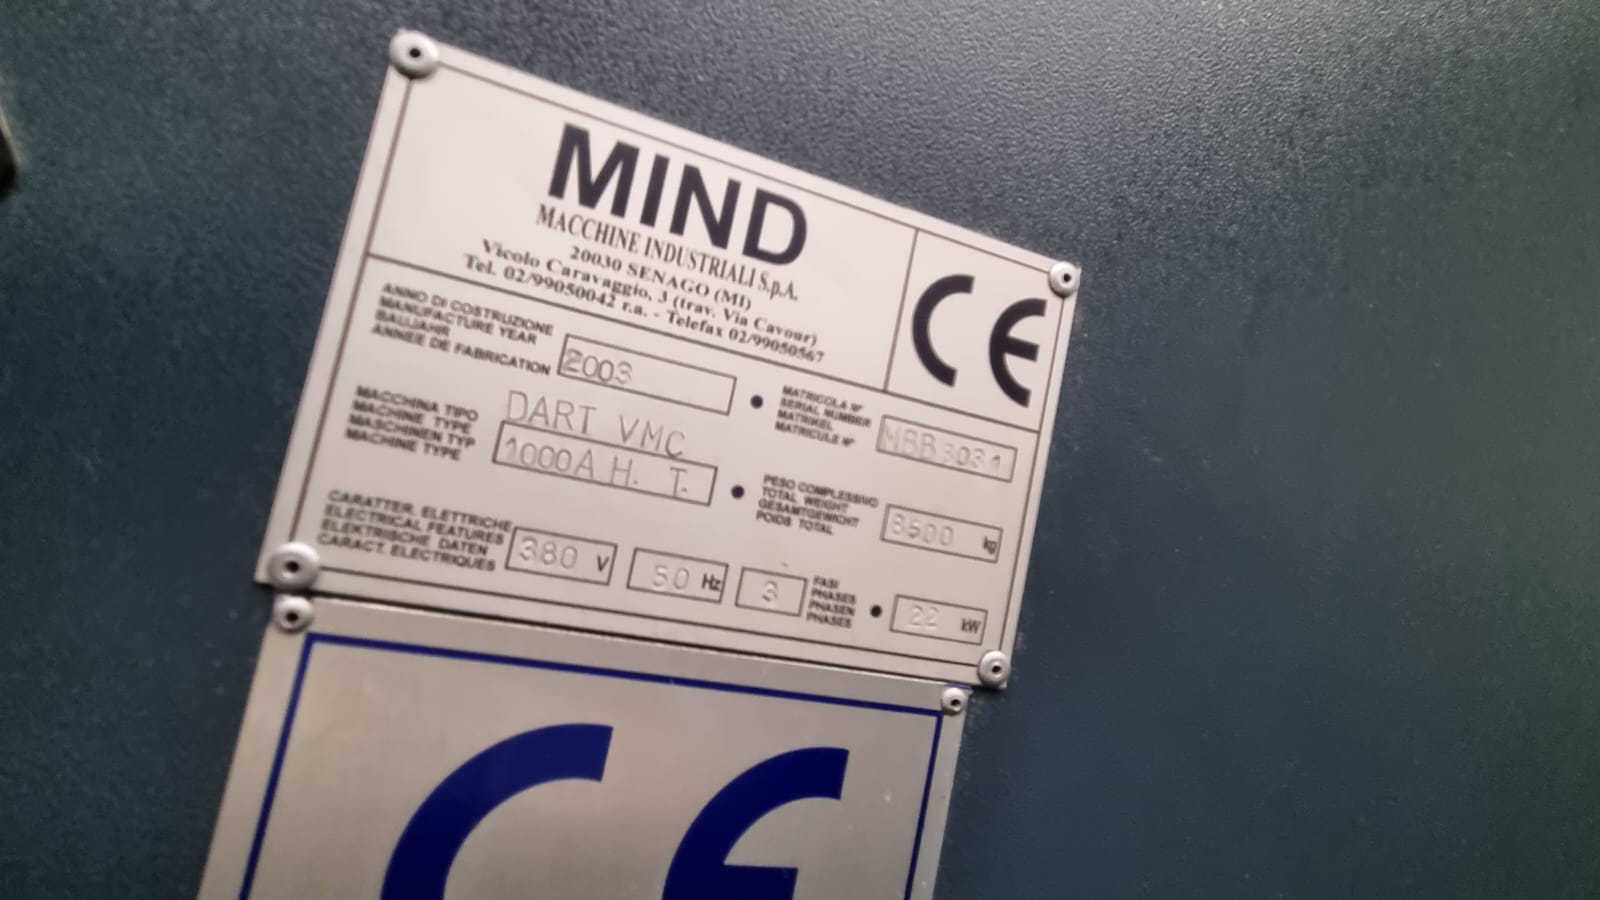 MIND
MACCHINE INDUSTRIALI S.p.A.
20030 SENAGO (MI)
Vicolo Caravaggio, 3 (trav. Via Cavour)
Tel. 02/99050042 r.a. - Telefax 02/99050567
CE
ANNO DI COSTRUZIONE
MANUFACTURE YEAR
BAUJAHR
ANNEE DE FABRICATION
2003
MATRICOLA N°
SERIAL NUMBER
MATRIKEL
MATRICULE N°
MBB3031
MACCHINA TIPO
MACHINE TYPE
MASCHINEN TYP
MACHINE TYPE
DART VMC
1000A H. T.
PESO COMPLESSIVO
TOTAL WEIGHT
GESAMTGEWICHT
POIDS TOTAL
kg
CARATTER. ELETTRICHE
ELECTRICAL FEATURES
ELEKTRISCHE DATEN
CARACT. ELECTRIQUES
380 V
50 Hz
3
FASI
PHASES
PHASEN
PHASES
22 kW
CE